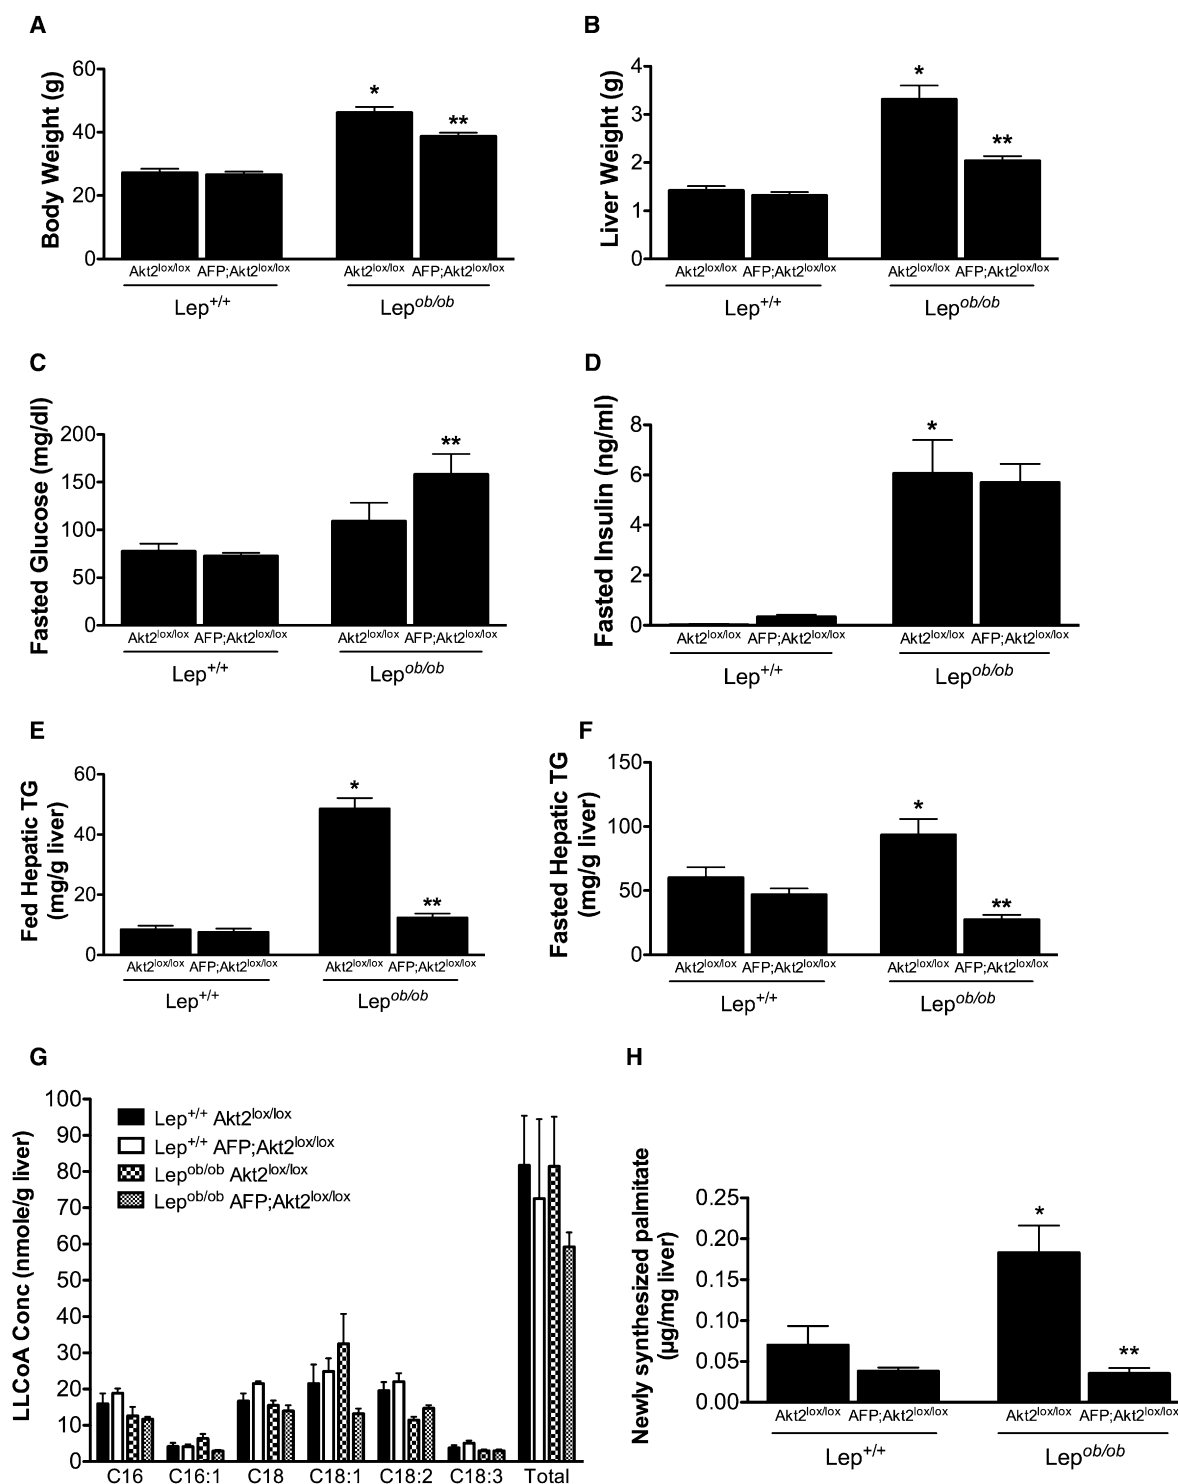 A
Body Weight (g)
60
40
20
0
*
**
Akt2lox/lox AFP;Akt2lox/lox Akt2lox/lox AFP;Akt2lox/lox
Lep+/+ Lepob/ob
B
Liver Weight (g)
4
3
2
1
0
*
**
Akt2lox/lox AFP;Akt2lox/lox Akt2lox/lox AFP;Akt2lox/lox
Lep+/+ Lepob/ob
C
Fasted Glucose (mg/dl)
200
150
100
50
0
**
Akt2lox/lox AFP;Akt2lox/lox Akt2lox/lox AFP;Akt2lox/lox
Lep+/+ Lepob/ob
D
Fasted Insulin (ng/ml)
8
6
4
2
0
*
Akt2lox/lox AFP;Akt2lox/lox Akt2lox/lox AFP;Akt2lox/lox
Lep+/+ Lepob/ob
E
Fed Hepatic TG
(mg/g liver)
60
40
20
0
*
**
Akt2lox/lox AFP;Akt2lox/lox Akt2lox/lox AFP;Akt2lox/lox
Lep+/+ Lepob/ob
F
Fasted Hepatic TG
(mg/g liver)
150
100
50
0
*
**
Akt2lox/lox AFP;Akt2lox/lox Akt2lox/lox AFP;Akt2lox/lox
Lep+/+ Lepob/ob
G
LLCoA Conc (nmole/g liver)
100
90
80
70
60
50
40
30
20
10
0
Lep+/+ Akt2lox/lox
Lep+/+ AFP;Akt2lox/lox
Lepob/ob Akt2lox/lox
Lepob/ob AFP;Akt2lox/lox
C16 C16:1 C18 C18:1 C18:2 C18:3 Total
H
Newly synthesized palmitate
(µg/mg liver)
0.25
0.20
0.15
0.10
0.05
0.00
*
**
Akt2lox/lox AFP;Akt2lox/lox Akt2lox/lox AFP;Akt2lox/lox
Lep+/+ Lepob/ob